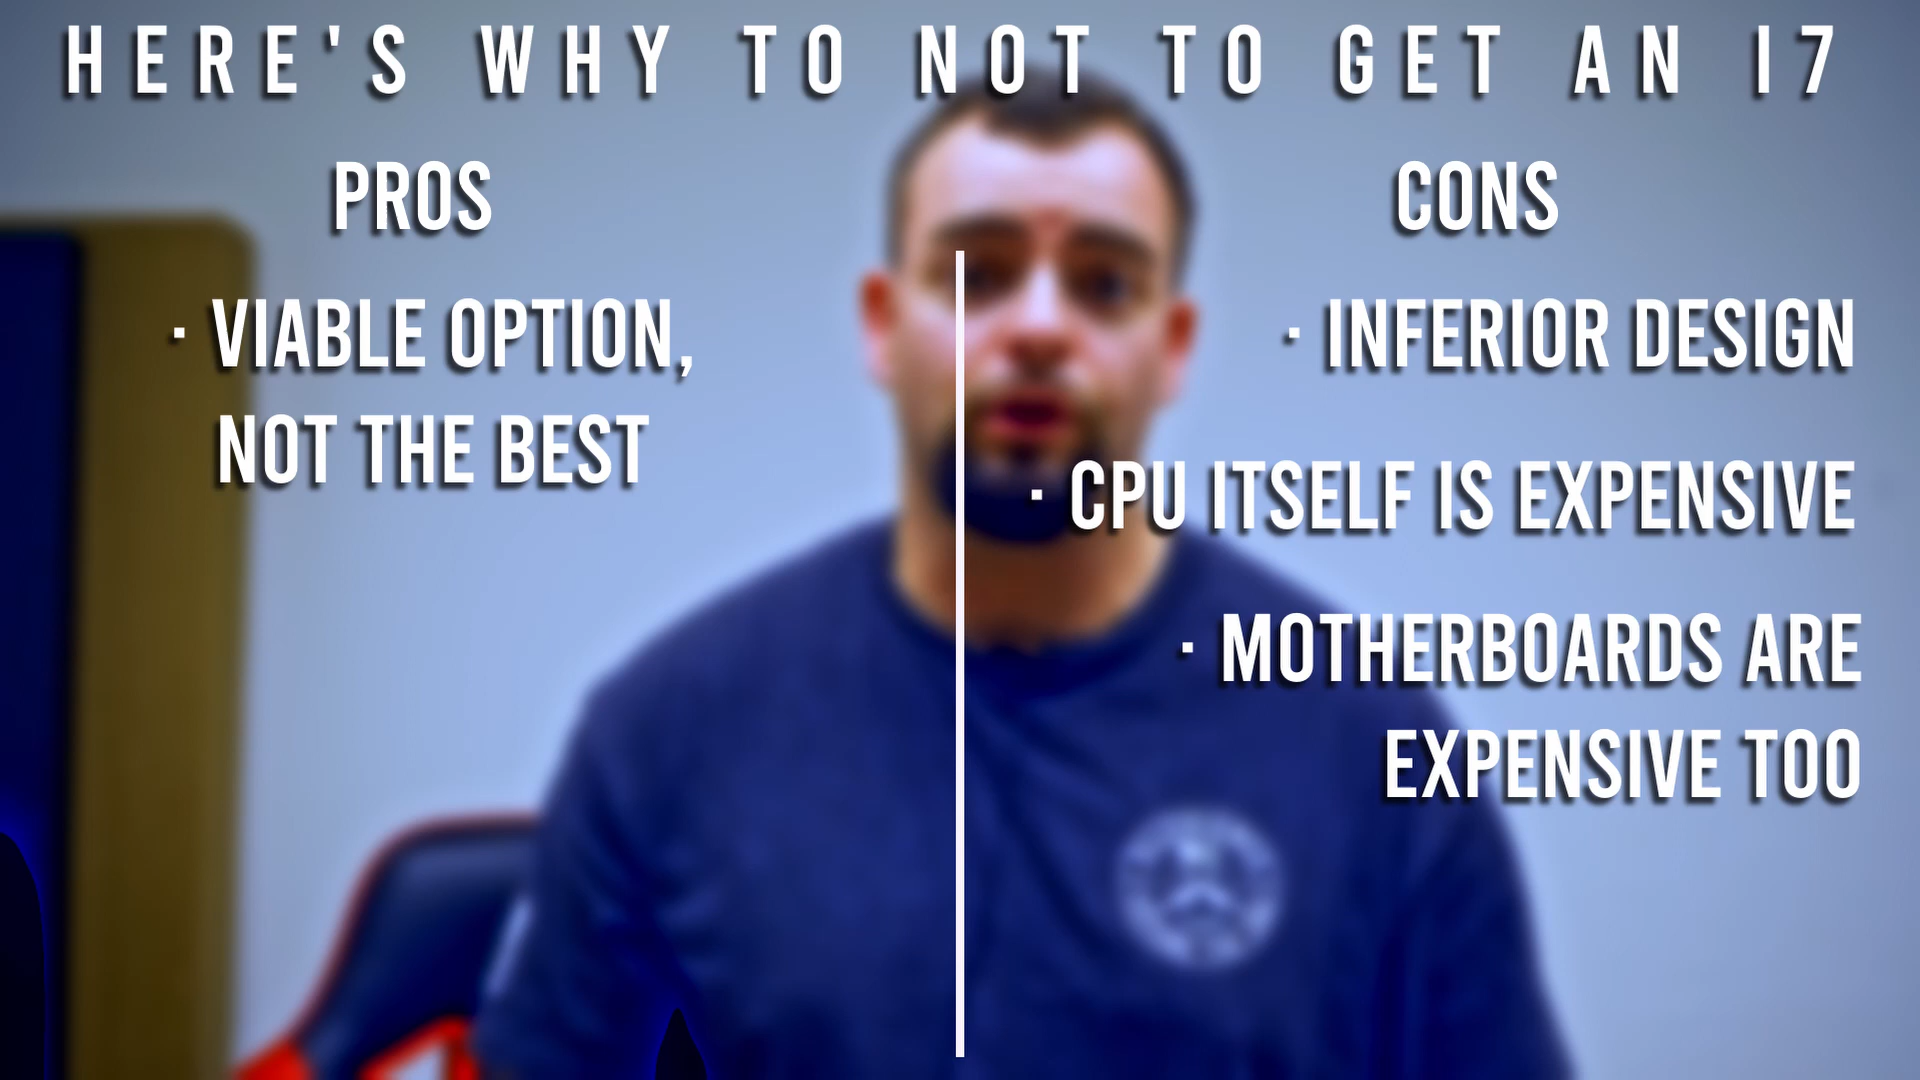 HERE'S WHY TO NOT TO GET AN I7
PROS
· VIABLE OPTION,
NOT THE BEST
CONS
· INFERIOR DESIGN
· CPU ITSELF IS EXPENSIVE
· MOTHERBOARDS ARE
EXPENSIVE TOO